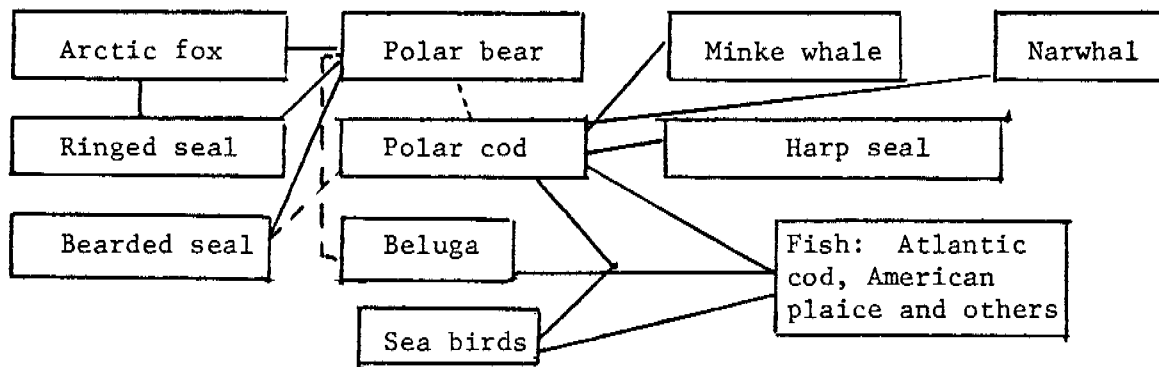 Arctic fox
Polar bear
Minke whale
Narwhal
Ringed seal
Polar cod
Harp seal
Bearded seal
Beluga
Fish: Atlantic
cod, American
plaice and others
Sea birds